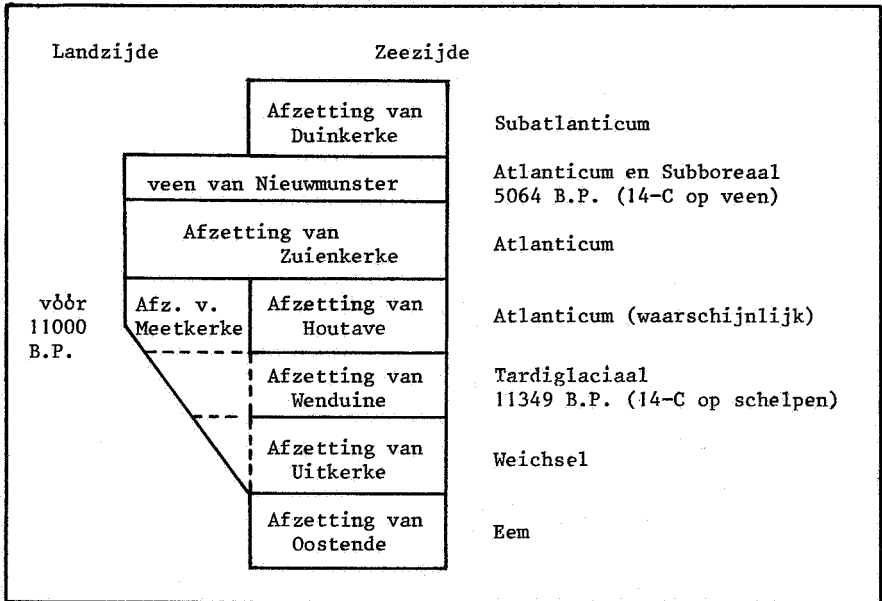 Landzijde Zeezijde
Afzetting van
Duinkerke
Subatlanticum
veen van Nieuwmunster
Atlanticum en Subboreaal
5064 B.P. (14-C op veen)
Afzetting van
Zuienkerke
Atlanticum
vòòr
11000
B.P.
Afz. v.
Meetkerke
Afzetting van
Houtave
Atlanticum (waarschijnlijk)
Afzetting van
Wenduine
Tardiglaciaal
11349 B.P. (14-C op schelpen)
Afzetting van
Uitkerke
Weichsel
Afzetting van
Oostende
Eem